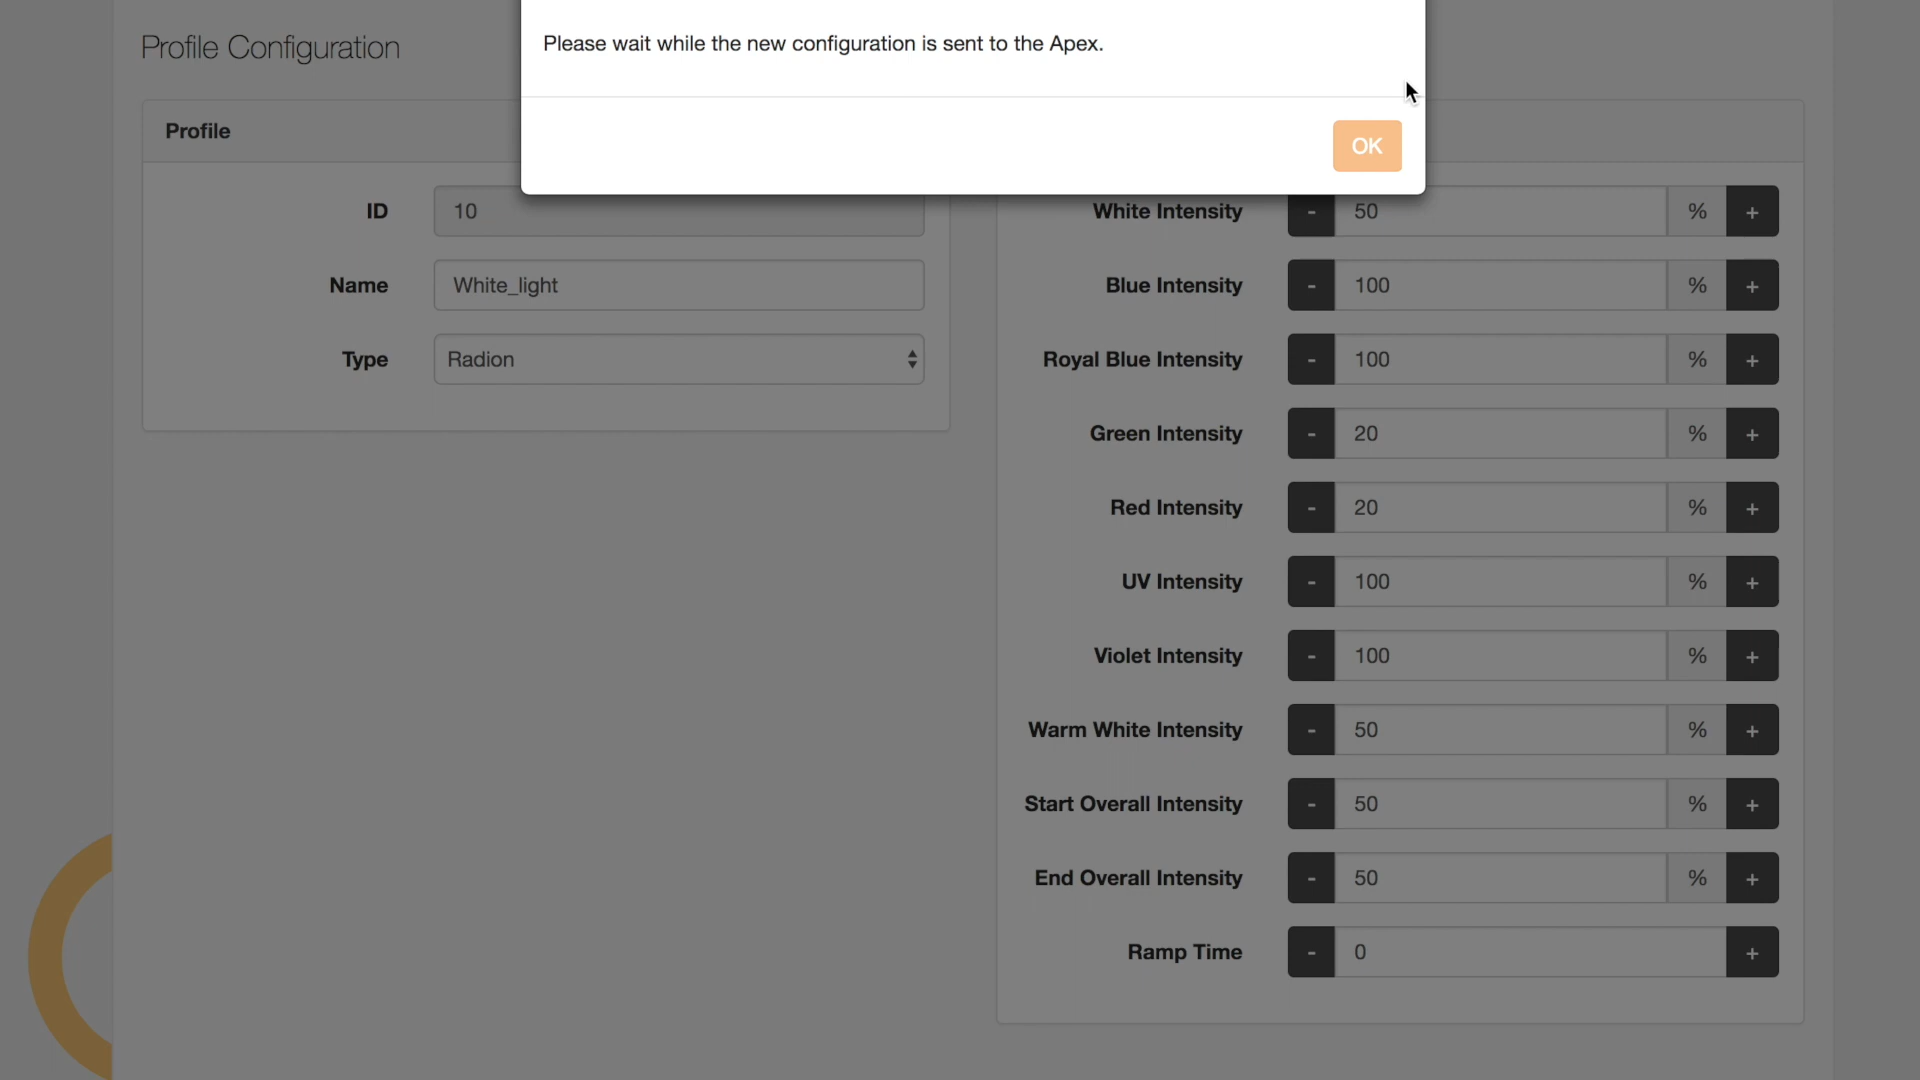 Please wait while the new configuration is sent to the Apex.
OK
Profile Configuration
Profile
ID 10
Name White_light
Type Radion
White Intensity - 50 % +
Blue Intensity - 100 % +
Royal Blue Intensity - 100 % +
Green Intensity - 20 % +
Red Intensity - 20 % +
UV Intensity - 100 % +
Violet Intensity - 100 % +
Warm White Intensity - 50 % +
Start Overall Intensity - 50 % +
End Overall Intensity - 50 % +
Ramp Time - 0 +